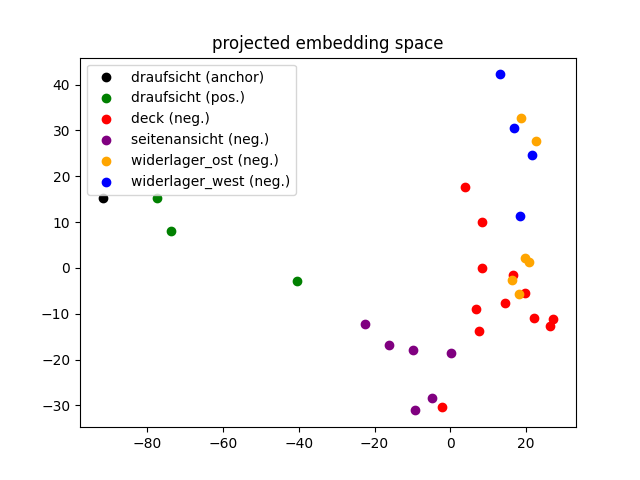 projected embedding space
draufsicht (anchor)
draufsicht (pos.)
deck (neg.)
seitenansicht (neg.)
widerlager_ost (neg.)
widerlager_west (neg.)
40
30
20
10
0
−10
−20
−30
−80 −60 −40 −20 0 20